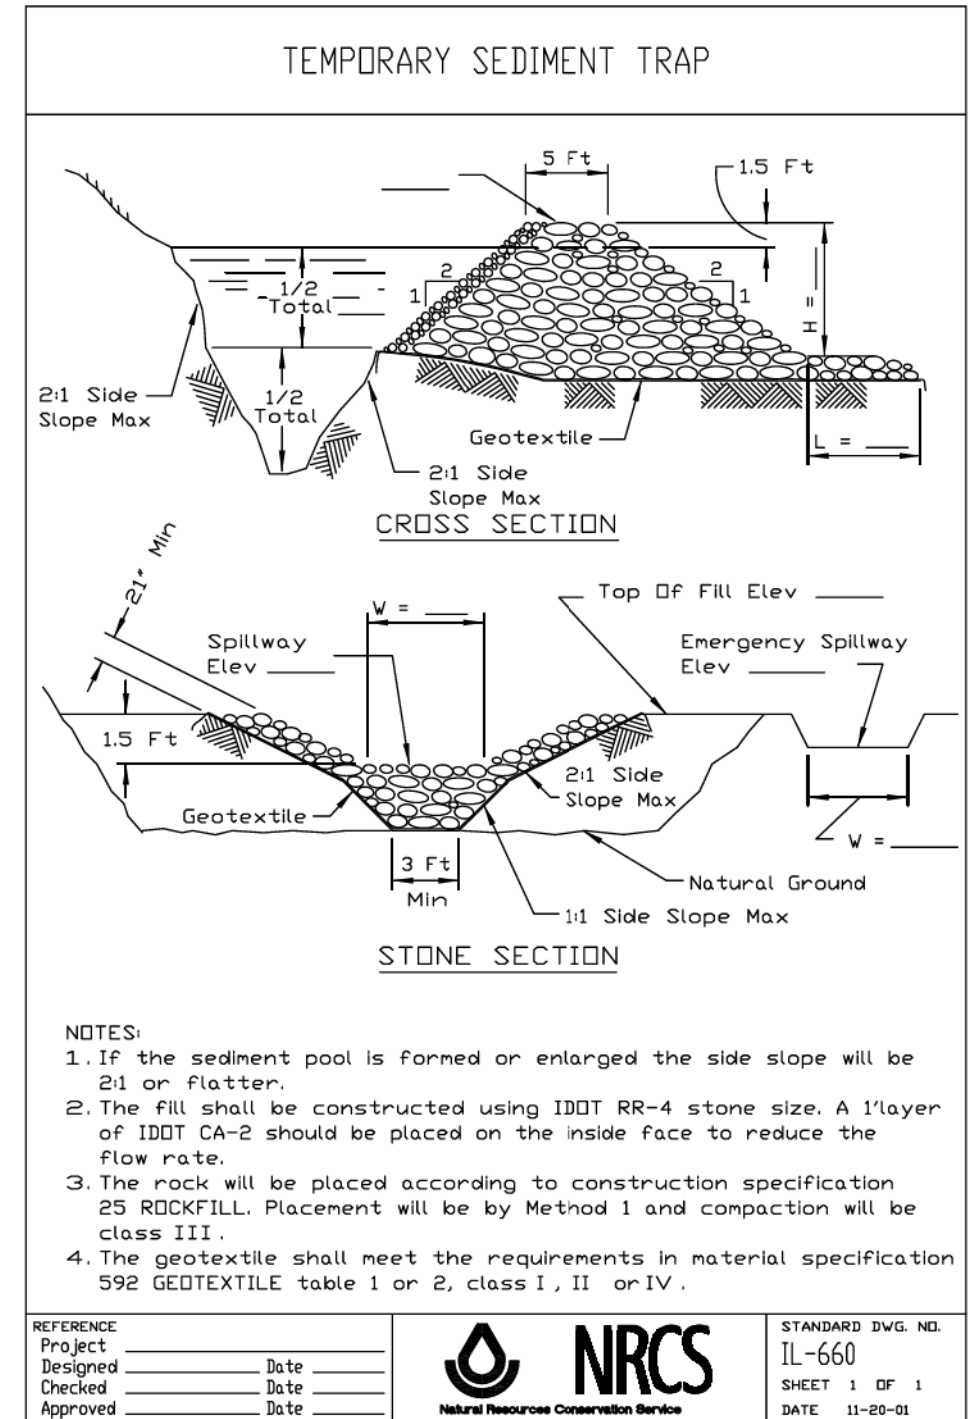 TEMPORARY SEDIMENT TRAP
5 Ft
1.5 Ft
2
1
2
1
1/2
Total
H =
2:1 Side
Slope Max
1/2
Total
Geotextile
L =
2:1 Side
Slope Max
CROSS SECTION
21" Min
W =
Top Of Fill Elev
Spillway
Elev
Emergency Spillway
Elev
1.5 Ft
2:1 Side
Slope Max
Geotextile
W =
3 Ft
Min
Natural Ground
1:1 Side Slope Max
STONE SECTION
NOTES:
1. If the sediment pool is formed or enlarged the side slope will be
2:1 or flatter.
2. The fill shall be constructed using IDOT RR-4 stone size. A 1'layer
of IDOT CA-2 should be placed on the inside face to reduce the
flow rate.
3. The rock will be placed according to construction specification
25 ROCKFILL. Placement will be by Method 1 and compaction will be
class III.
4. The geotextile shall meet the requirements in material specification
592 GEOTEXTILE table 1 or 2, class I, II or IV.
REFERENCE
Project
Designed Date
Checked Date
Approved Date
NRCS
Natural Resources Conservation Service
STANDARD DWG. NO.
IL-660
SHEET 1 OF 1
DATE 11-20-01